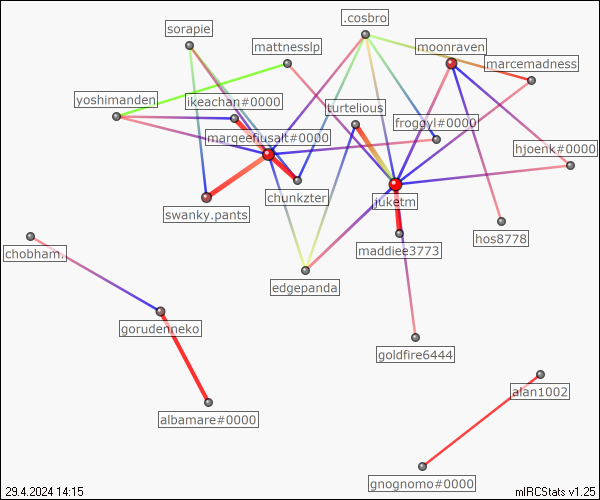 sorapie
.cosbro
mattnesslp
moonraven
marcemadness
yoshimanden
ikeachan#0000
turtelious
froggyl#0000
marqeefiusalt#0000
hjoenk#0000
chunkzter
juketm
swanky.pants
hos8778
chobham.
maddiee3773
edgepanda
gorudenneko
goldfire6444
alan1002
albamare#0000
gnognomo#0000
29.4.2024 14:15
mIRCStats v1.25